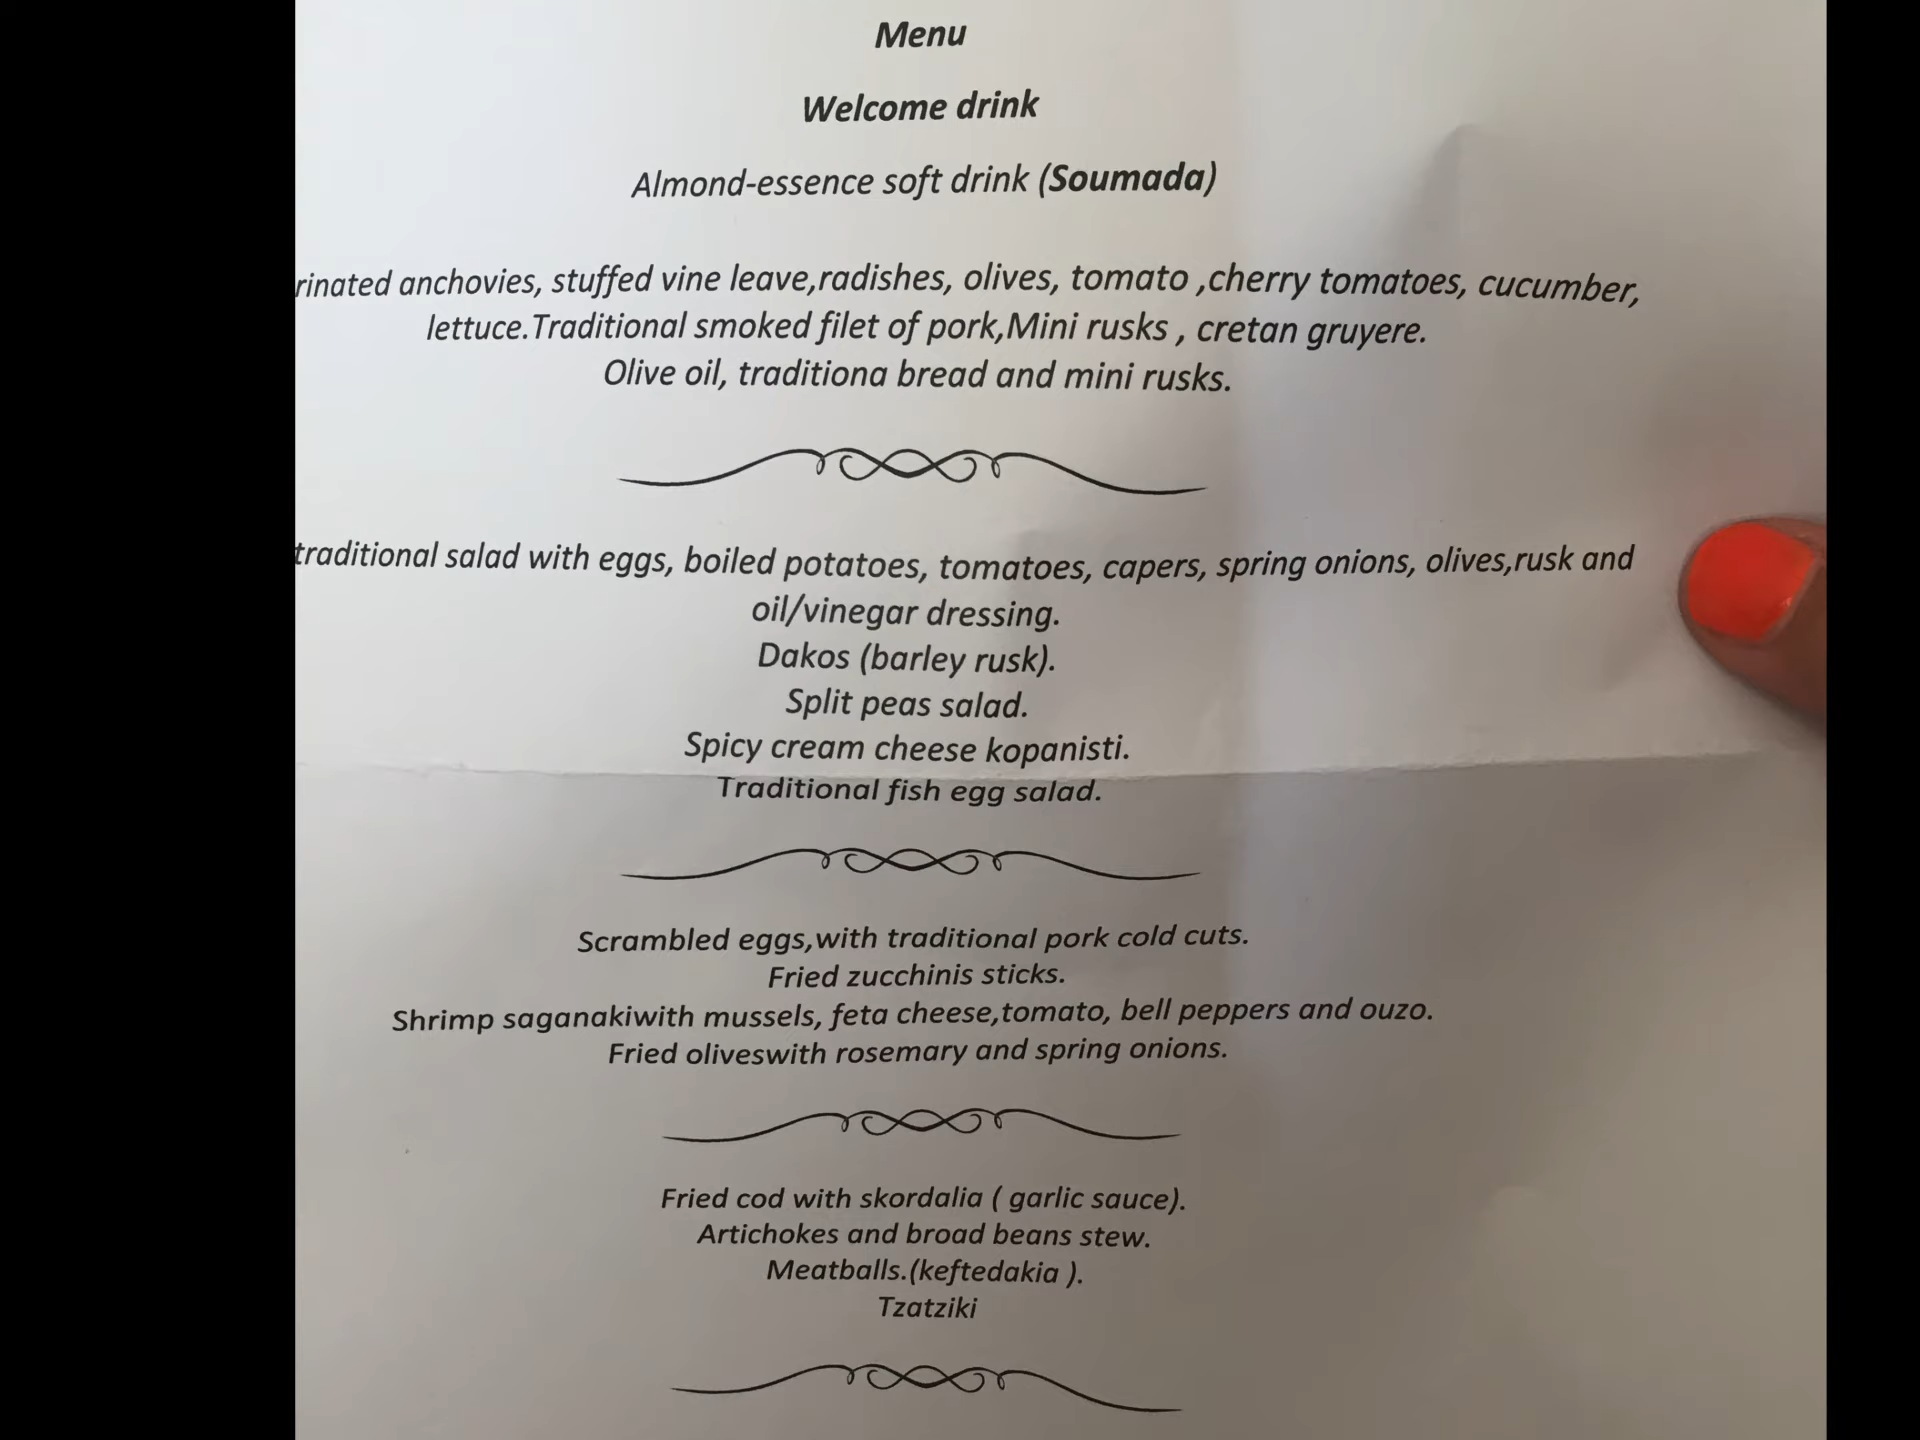 Menu
Welcome drink
Almond-essence soft drink (Soumada)
rinated anchovies, stuffed vine leave,radishes, olives, tomato ,cherry tomatoes, cucumber,
lettuce.Traditional smoked filet of pork,Mini rusks , cretan gruyere.
Olive oil, traditiona bread and mini rusks.
traditional salad with eggs, boiled potatoes, tomatoes, capers, spring onions, olives,rusk and
oil/vinegar dressing.
Dakos (barley rusk).
Split peas salad.
Spicy cream cheese kopanisti.
Traditional fish egg salad.
Scrambled eggs,with traditional pork cold cuts.
Fried zucchinis sticks.
Shrimp saganakiwith mussels, feta cheese,tomato, bell peppers and ouzo.
Fried oliveswith rosemary and spring onions.
Fried cod with skordalia ( garlic sauce).
Artichokes and broad beans stew.
Meatballs.(keftedakia ).
Tzatziki